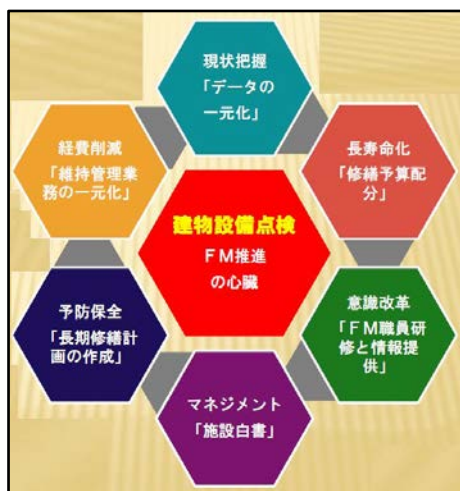 現状把握
「データの
一元化」
長寿命化
「修繕予算配
分」
意識改革
「FM職員研
修と情報提
供」
マネジメント
「施設白書」
予防保全
「長期修繕計
画の作成」
経費削減
「維持管理業
務の一元化」
建物設備点検
FM推進
の心臓